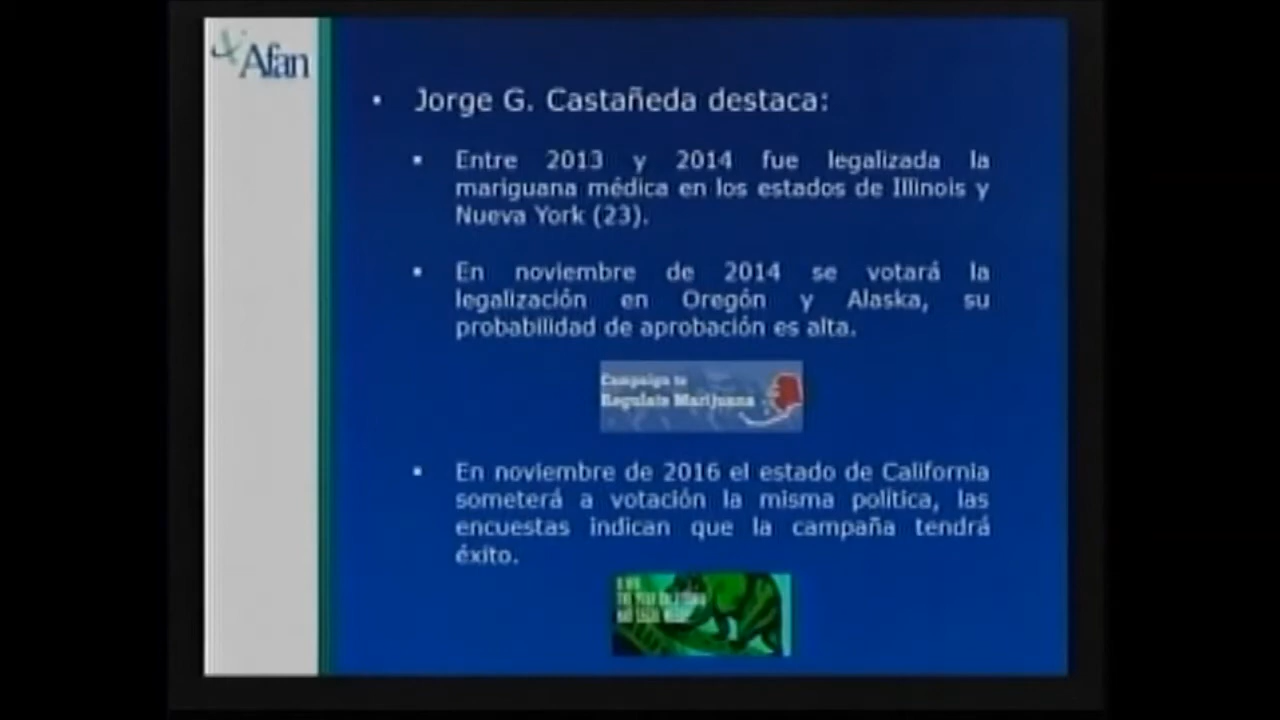 Afan
Jorge G. Castañeda destaca:
Entre 2013 y 2014 fue legalizada la
mariguana médica en los estados de Illinois y
Nueva York (23).
En noviembre de 2014 se votará la
legalización en Oregón y Alaska, su
probabilidad de aprobación es alta.
Campaign to
Regulate Marijuana
En noviembre de 2016 el estado de California
someterá a votación la misma política, las
encuestas indican que la campaña tendrá
éxito.